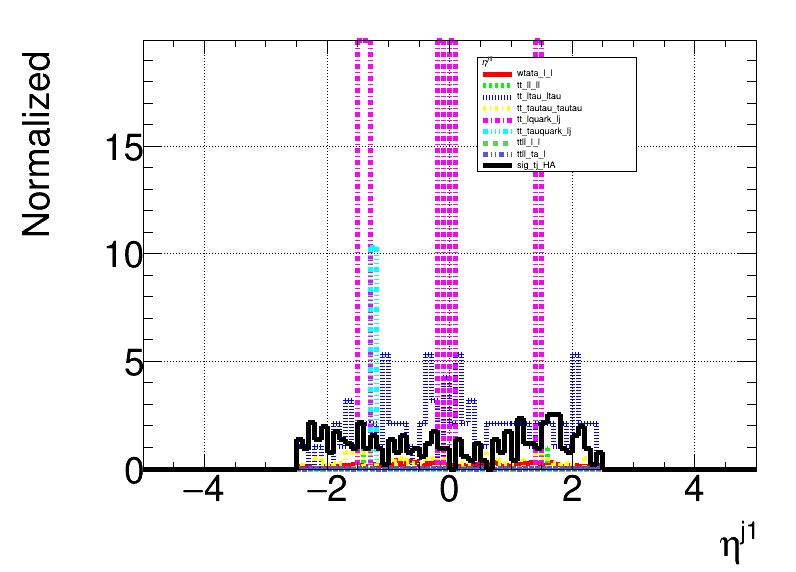 Normalized
η^j1
wtata_l_l
tt_ll_ll
tt_ltau_ltau
tt_tautau_tautau
tt_lquark_lj
tt_tauquark_lj
ttll_l_l
ttll_ta_l
sig_tj_HA
15
10
5
0
−4 −2 0 2 4
η^j1